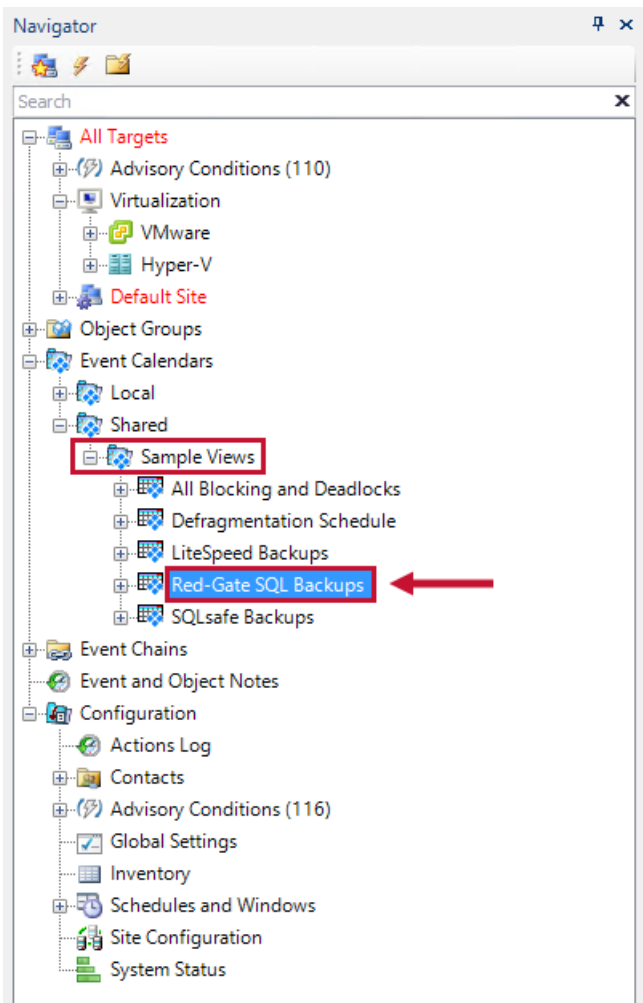 Navigator
Search
All Targets
Advisory Conditions (110)
Virtualization
VMware
Hyper-V
Default Site
Object Groups
Event Calendars
Local
Shared
Sample Views
All Blocking and Deadlocks
Defragmentation Schedule
LiteSpeed Backups
Red-Gate SQL Backups
SQLsafe Backups
Event Chains
Event and Object Notes
Configuration
Actions Log
Contacts
Advisory Conditions (116)
Global Settings
Inventory
Schedules and Windows
Site Configuration
System Status